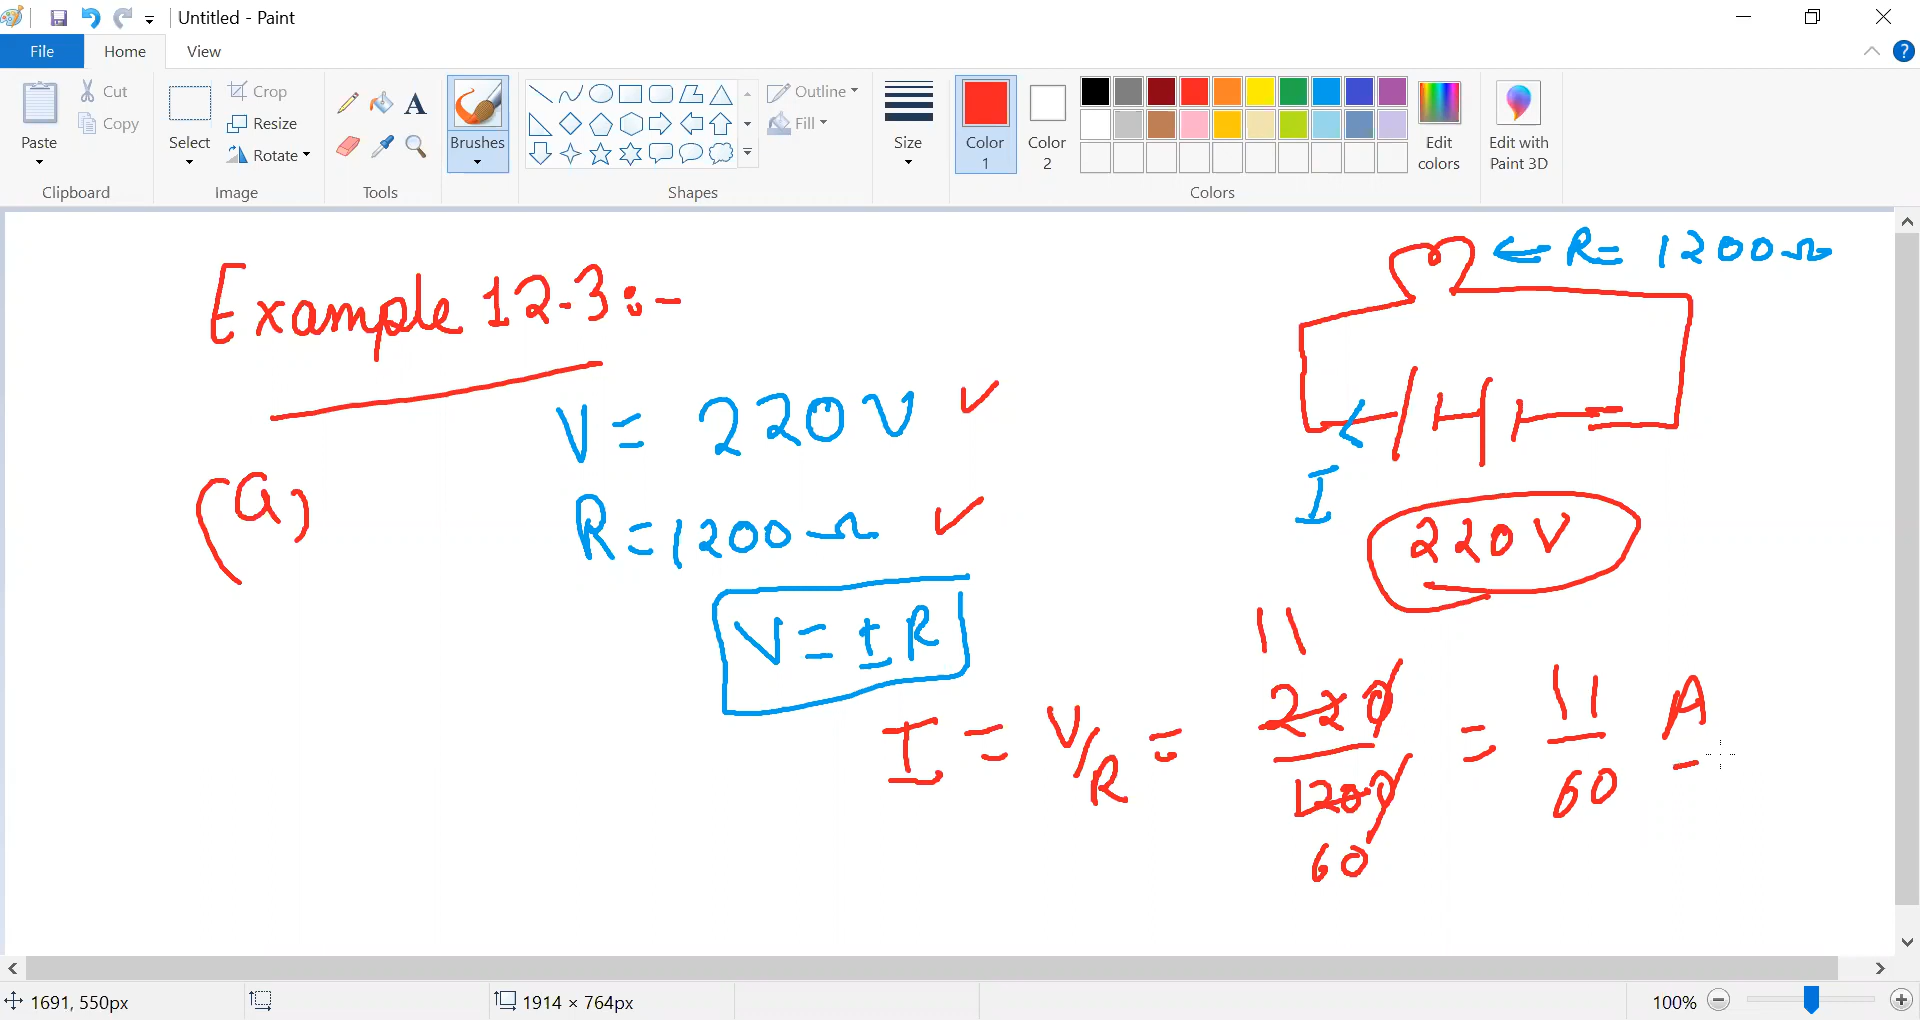 Untitled - Paint
File Home View
Paste
Cut
Copy
Clipboard
Select
Crop
Resize
Rotate
Image
Tools
Brushes
Shapes
Outline
Fill
Size
Color 1
Color 2
Colors
Edit colors
Edit with Paint 3D
Example 12.3:-
R = 1200Ω
V = 220V ✓
(a)
R = 1200Ω ✓
I
220V
V = IR
11
I = V/R = 220/1200 = 11/60 A
60
1691, 550px
1914 × 764px
100%